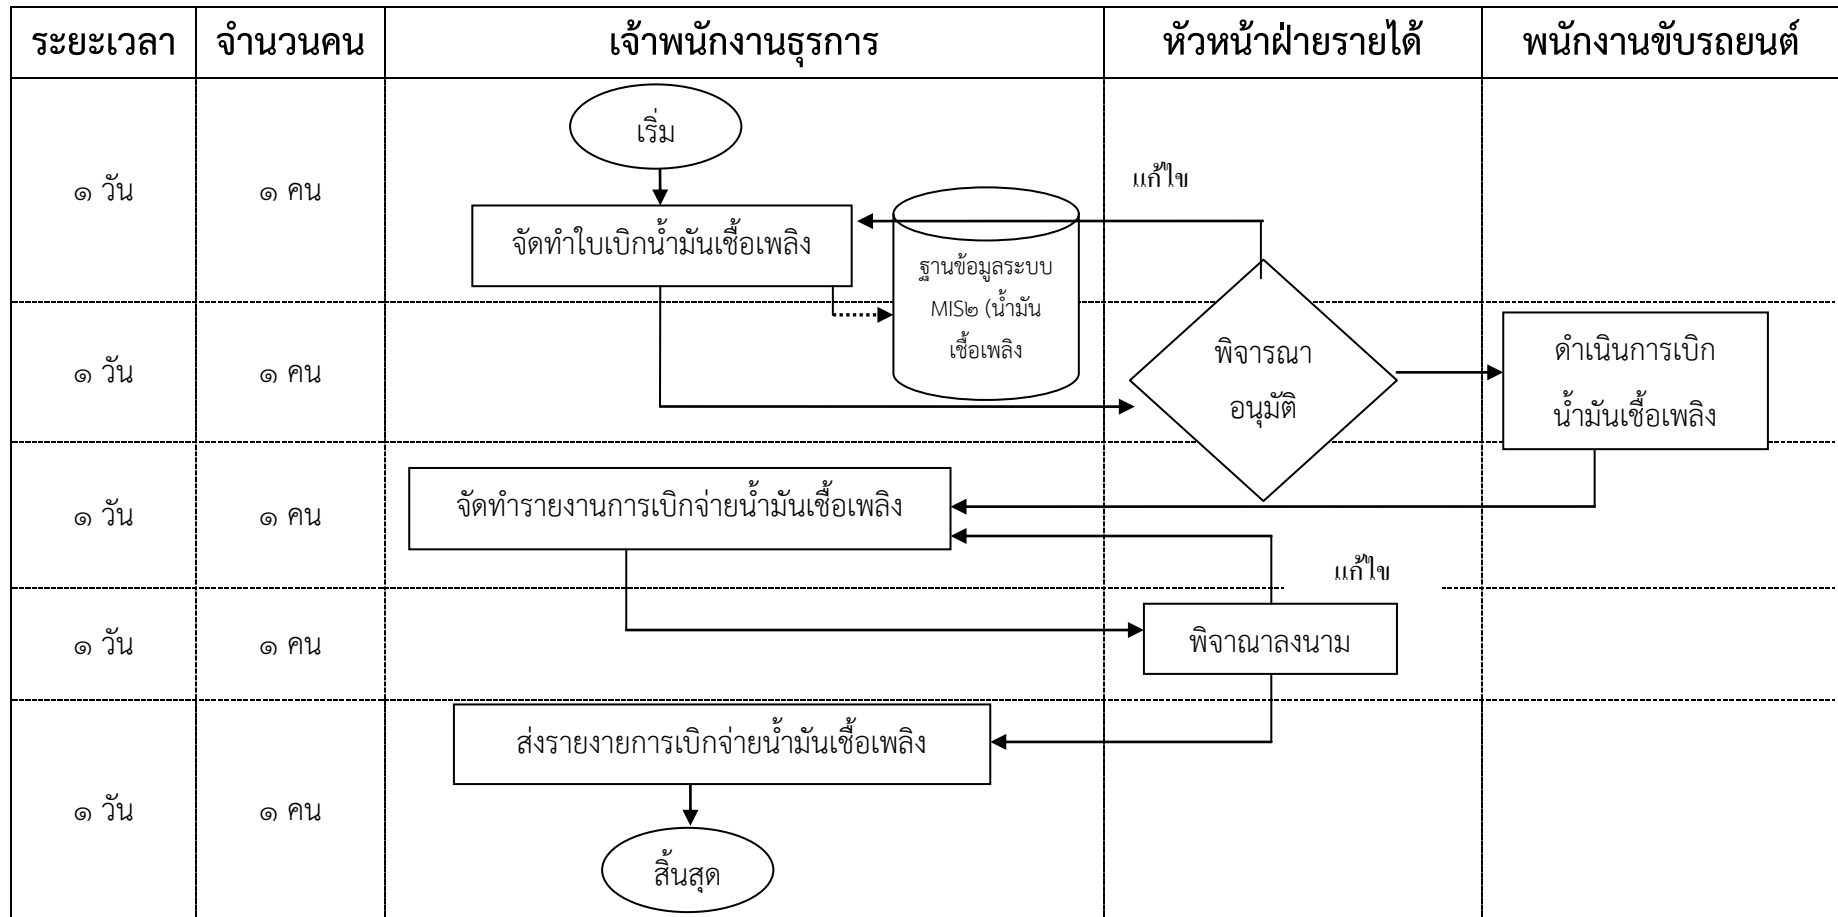 ระยะเวลา จำนวนคน เจ้าพนักงานธุรการ หัวหน้าฝ่ายรายได้ พนักงานขับรถยนต์
เริ่ม
๑ วัน ๑ คน
แก้ไข
จัดทำใบเบิกน้ำมันเชื้อเพลิง
ฐานข้อมูลระบบ
MIS๒ (น้ำมัน
เชื้อเพลิง
๑ วัน ๑ คน
พิจารณา
อนุมัติ
ดำเนินการเบิก
น้ำมันเชื้อเพลิง
๑ วัน ๑ คน
จัดทำรายงานการเบิกจ่ายน้ำมันเชื้อเพลิง
แก้ไข
๑ วัน ๑ คน
พิจาณาลงนาม
ส่งรายงายการเบิกจ่ายน้ำมันเชื้อเพลิง
๑ วัน ๑ คน
สิ้นสุด